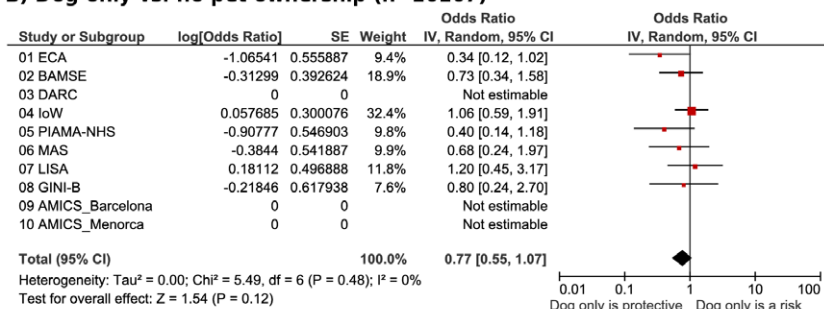 Dog only vs no pet ownership
Odds Ratio Odds Ratio
Study or Subgroup log[Odds Ratio] SE Weight IV, Random, 95% CI IV, Random, 95% CI
01 ECA -1.06541 0.555887 9.4% 0.34 [0.12, 1.02]
02 BAMSE -0.31299 0.392624 18.9% 0.73 [0.34, 1.58]
03 DARC 0 0 Not estimable
04 IoW 0.057685 0.300076 32.4% 1.06 [0.59, 1.91]
05 PIAMA-NHS -0.90777 0.546903 9.8% 0.40 [0.14, 1.18]
06 MAS -0.3844 0.541887 9.9% 0.68 [0.24, 1.97]
07 LISA 0.18112 0.496888 11.8% 1.20 [0.45, 3.17]
08 GINI-B -0.21846 0.617938 7.6% 0.80 [0.24, 2.70]
09 AMICS_Barcelona 0 0 Not estimable
10 AMICS_Menorca 0 0 Not estimable
Total (95% CI) 100.0% 0.77 [0.55, 1.07]
Heterogeneity: Tau² = 0.00; Chi² = 5.49, df = 6 (P = 0.48); I² = 0%
Test for overall effect: Z = 1.54 (P = 0.12)
0.01 0.1 1 10 100
Dog only is protective Dog only is a risk